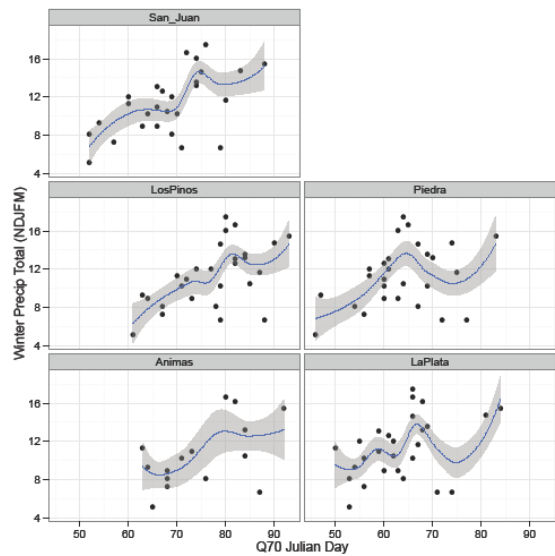 San_Juan
16
12
8
4
LosPinos
Piedra
16
12
8
4
Animas
LaPlata
16
12
8
4
50 60 70 80 90 50 60 70 80 90
Q70 Julian Day
Winter Precip Total (NDJFM)